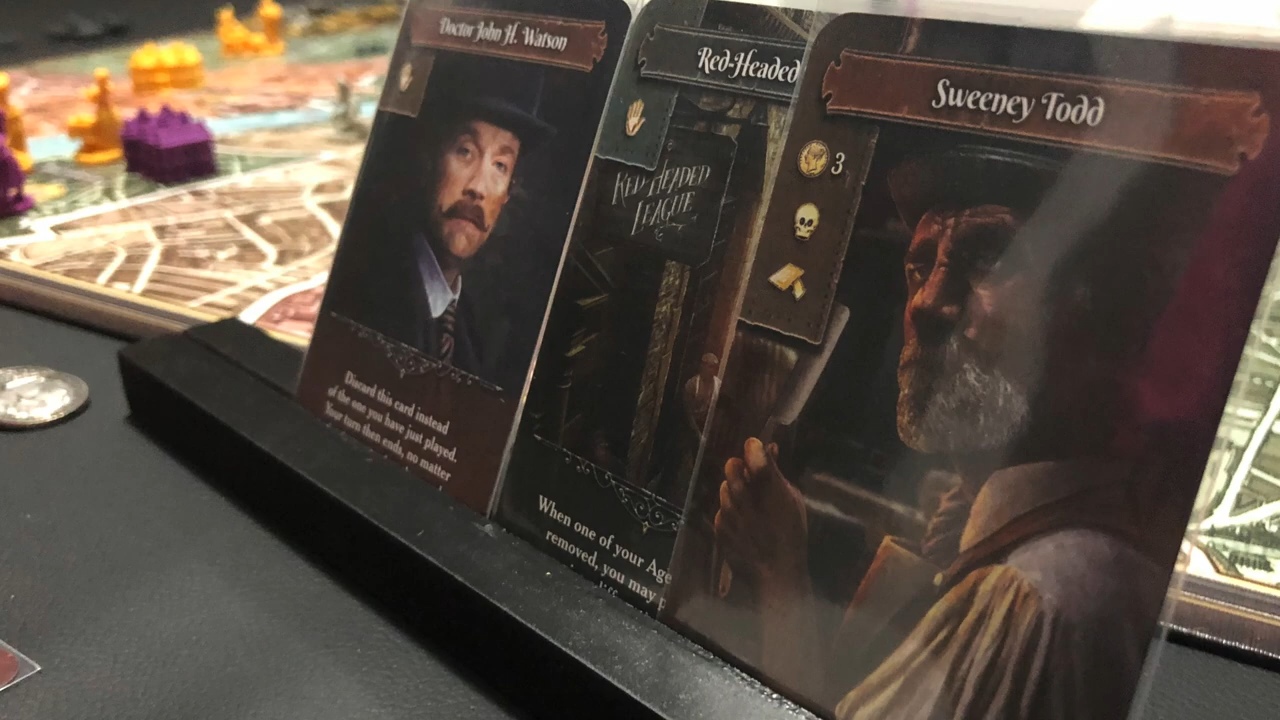 Doctor John H. Watson
Discard this card instead
of the one you have just played.
Your turn then ends, no matter
Red-Headed
RED-HEADED
LEAGUE
When one of your Age
removed, you may p
Sweeney Todd
3